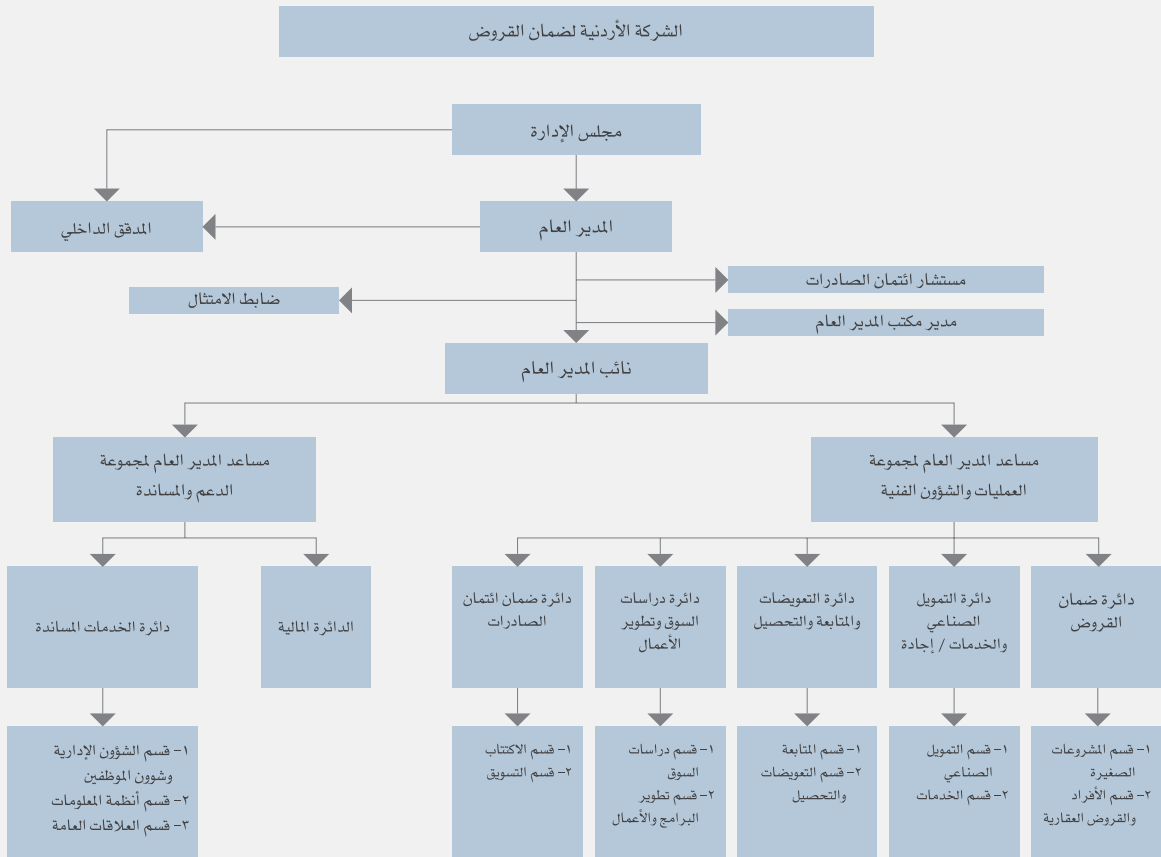 الشركة الأردنية لضمان القروض
مجلس الإدارة
المدير العام
المدقق الداخلي
مستشار ائتمان الصادرات
ضابط الامتثال
مدير مكتب المدير العام
نائب المدير العام
مساعد المدير العام لمجموعة
العمليات والشؤون الفنية
مساعد المدير العام لمجموعة
الدعم والمساندة
دائرة ضمان
القروض
دائرة التمويل
الصناعي
والخدمات / إجادة
دائرة التعويضات
والمتابعة والتحصيل
دائرة دراسات
السوق وتطوير
الأعمال
دائرة ضمان ائتمان
الصادرات
الدائرة المالية
دائرة الخدمات المساندة
١- قسم المشروعات
الصغيرة
٢- قسم الأفراد
والقروض العقارية
١- قسم التمويل
الصناعي
٢- قسم الخدمات
١- قسم المتابعة
٢- قسم التعويضات
والتحصيل
١- قسم دراسات
السوق
٢- قسم تطوير
البرامج والأعمال
١- قسم الاكتتاب
٢- قسم التسويق
١- قسم الشؤون الإدارية
وشوون الموظفين
٢- قسم أنظمة المعلومات
٣- قسم العلاقات العامة